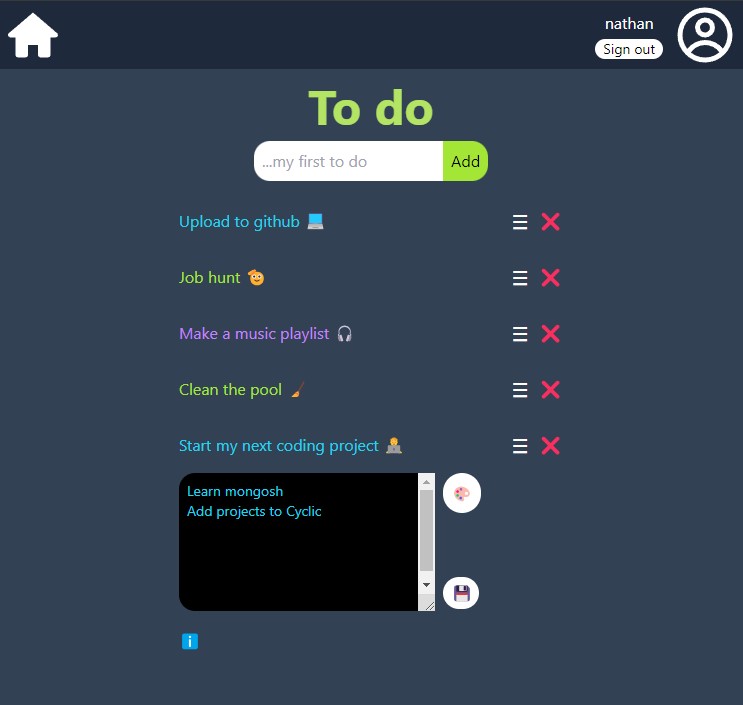 nathan
Sign out
To do
...my first to do
Add
Upload to github
Job hunt
Make a music playlist
Clean the pool
Start my next coding project
Learn mongosh
Add projects to Cyclic
i